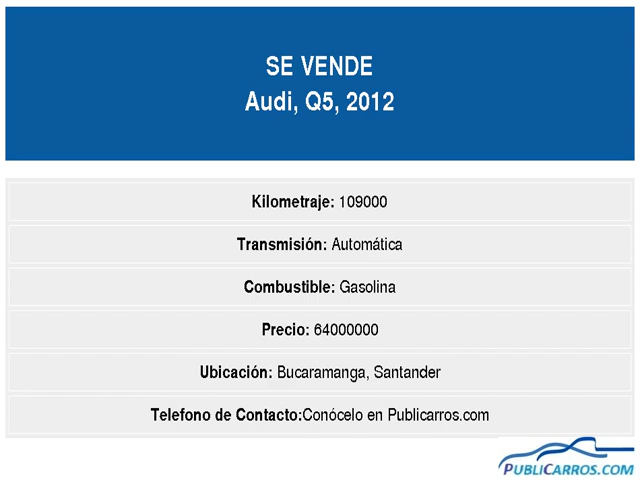 SE VENDE
Audi, Q5, 2012
Kilometraje: 109000
Transmisión: Automática
Combustible: Gasolina
Precio: 64000000
Ubicación: Bucaramanga, Santander
Telefono de Contacto:Conócelo en Publicarros.com
PUBLICARROS.COM